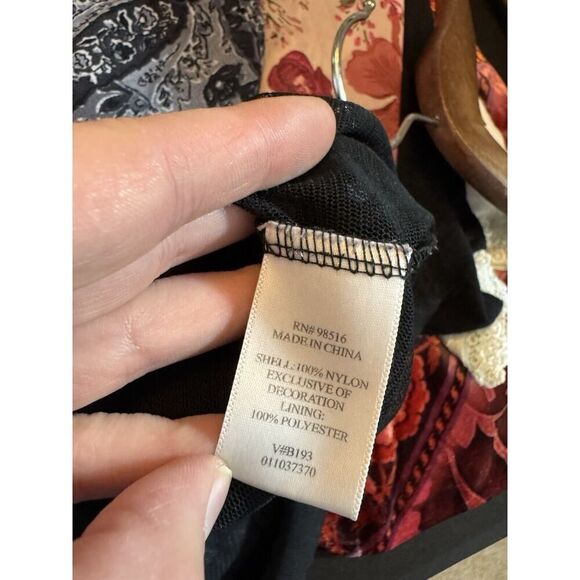 RN# 98516
MADE IN CHINA
SHELL:100% NYLON
EXCLUSIVE OF
DECORATION
LINING:
100% POLYESTER
V#B193
011037370